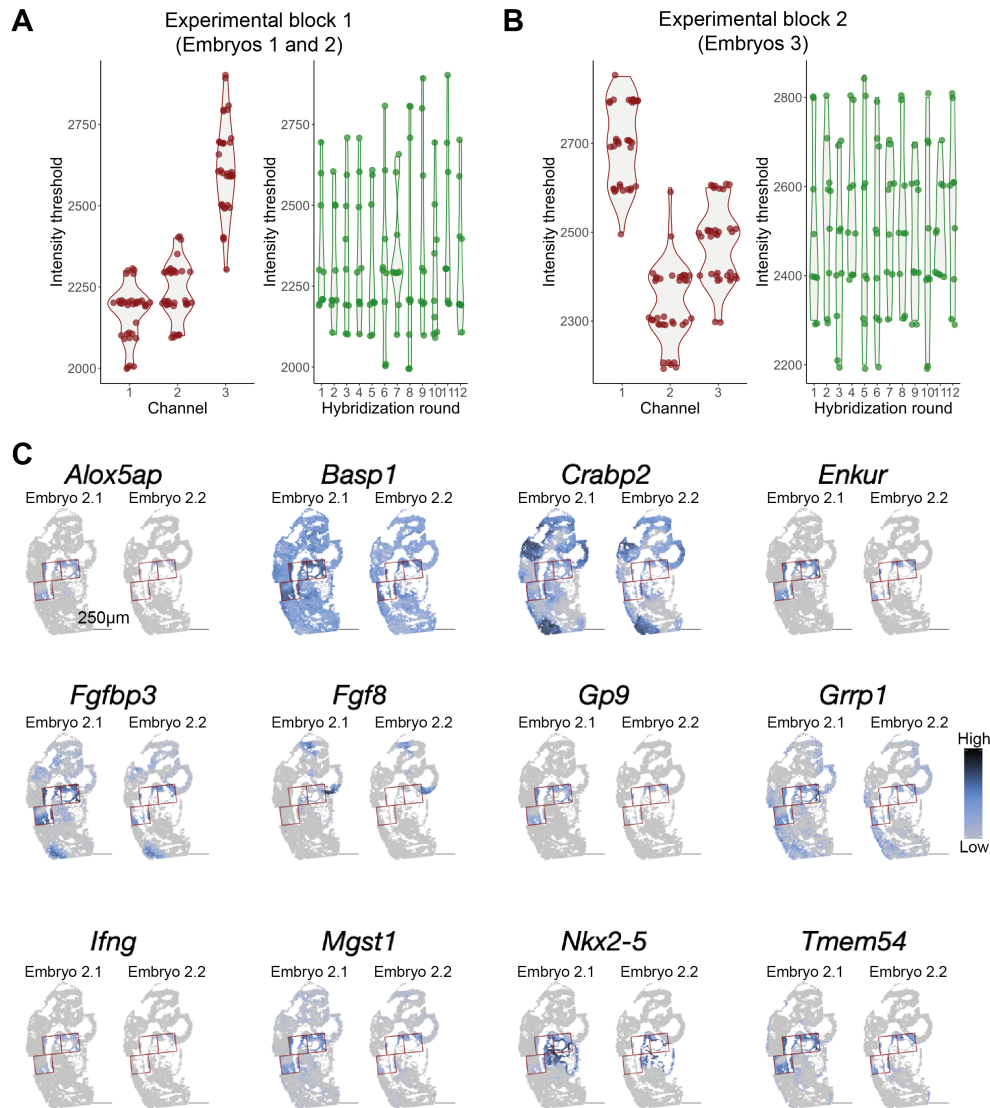 A
Experimental block 1
(Embryos 1 and 2)
Intensity threshold
2750
2500
2250
2000
1 2 3
Channel
Intensity threshold
2750
2500
2250
2000
1 2 3 4 5 6 7 8 9 10 11 12
Hybridization round
B
Experimental block 2
(Embryos 3)
Intensity threshold
2700
2500
2300
1 2 3
Channel
Intensity threshold
2800
2600
2400
2200
1 2 3 4 5 6 7 8 9 10 11 12
Hybridization round
C
Alox5ap
Embryo 2.1 Embryo 2.2
250µm
Basp1
Embryo 2.1 Embryo 2.2
Crabp2
Embryo 2.1 Embryo 2.2
Enkur
Embryo 2.1 Embryo 2.2
Fgfbp3
Embryo 2.1 Embryo 2.2
Fgf8
Embryo 2.1 Embryo 2.2
Gp9
Embryo 2.1 Embryo 2.2
Grrp1
Embryo 2.1 Embryo 2.2
High
Low
Ifng
Embryo 2.1 Embryo 2.2
Mgst1
Embryo 2.1 Embryo 2.2
Nkx2-5
Embryo 2.1 Embryo 2.2
Tmem54
Embryo 2.1 Embryo 2.2